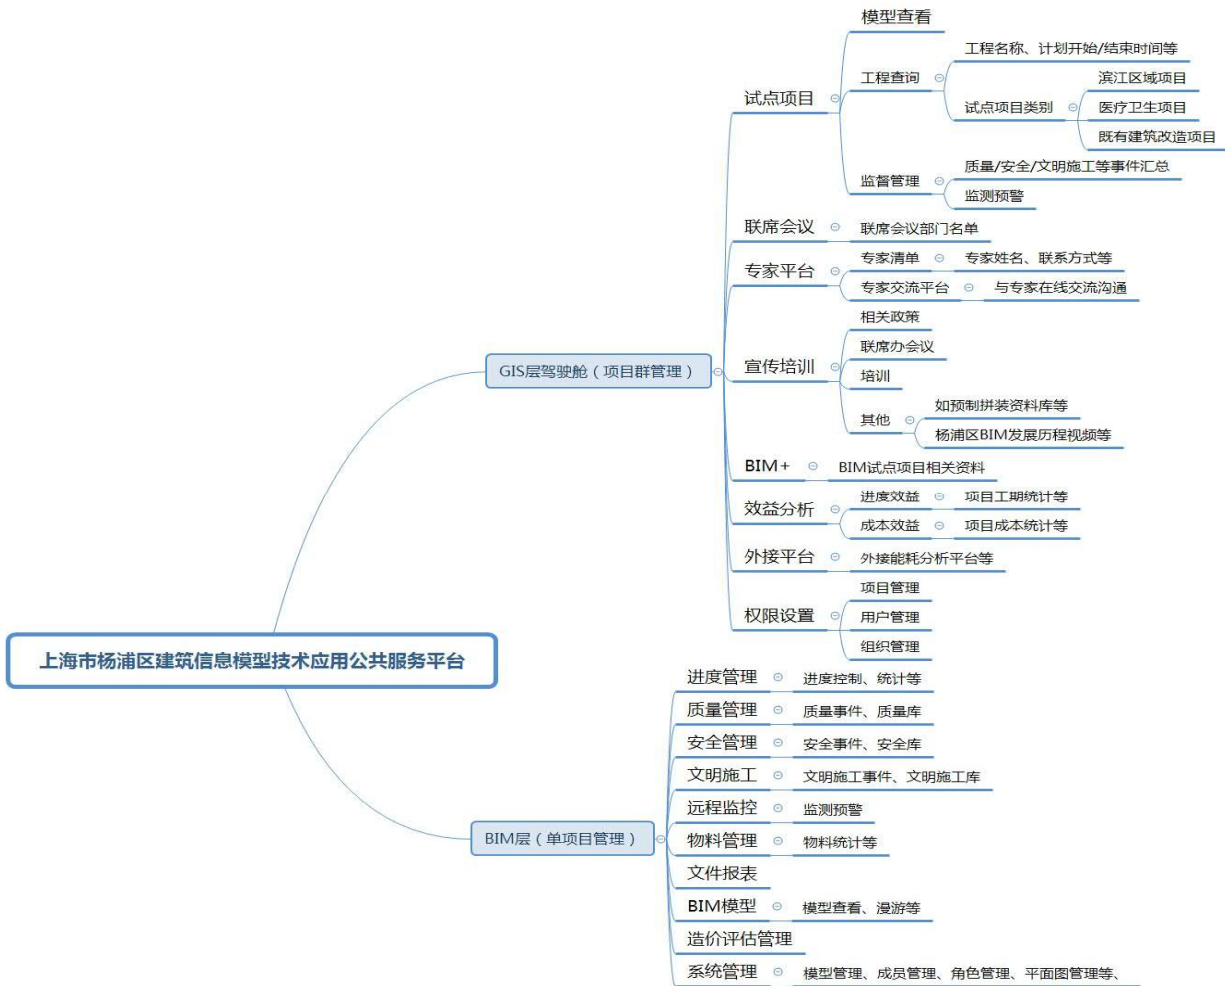 上海市杨浦区建筑信息模型技术应用公共服务平台
GIS层驾驶舱（项目群管理）
试点项目
模型查看
工程查询
工程名称、计划开始/结束时间等
试点项目类别
滨江区域项目
医疗卫生项目
既有建筑改造项目
监督管理
质量/安全/文明施工等事件汇总
监测预警
联席会议
联席会议部门名单
专家平台
专家清单
专家姓名、联系方式等
专家交流平台
与专家在线交流沟通
宣传培训
相关政策
联席办会议
培训
其他
如预制拼装资料库等
杨浦区BIM发展历程视频等
BIM+
BIM试点项目相关资料
效益分析
进度效益
项目工期统计等
成本效益
项目成本统计等
外接平台
外接能耗分析平台等
权限设置
项目管理
用户管理
组织管理
BIM层（单项目管理）
进度管理
进度控制、统计等
质量管理
质量事件、质量库
安全管理
安全事件、安全库
文明施工
文明施工事件、文明施工库
远程监控
监测预警
物料管理
物料统计等
文件报表
BIM模型
模型查看、漫游等
造价评估管理
系统管理
模型管理、成员管理、角色管理、平面图管理等、